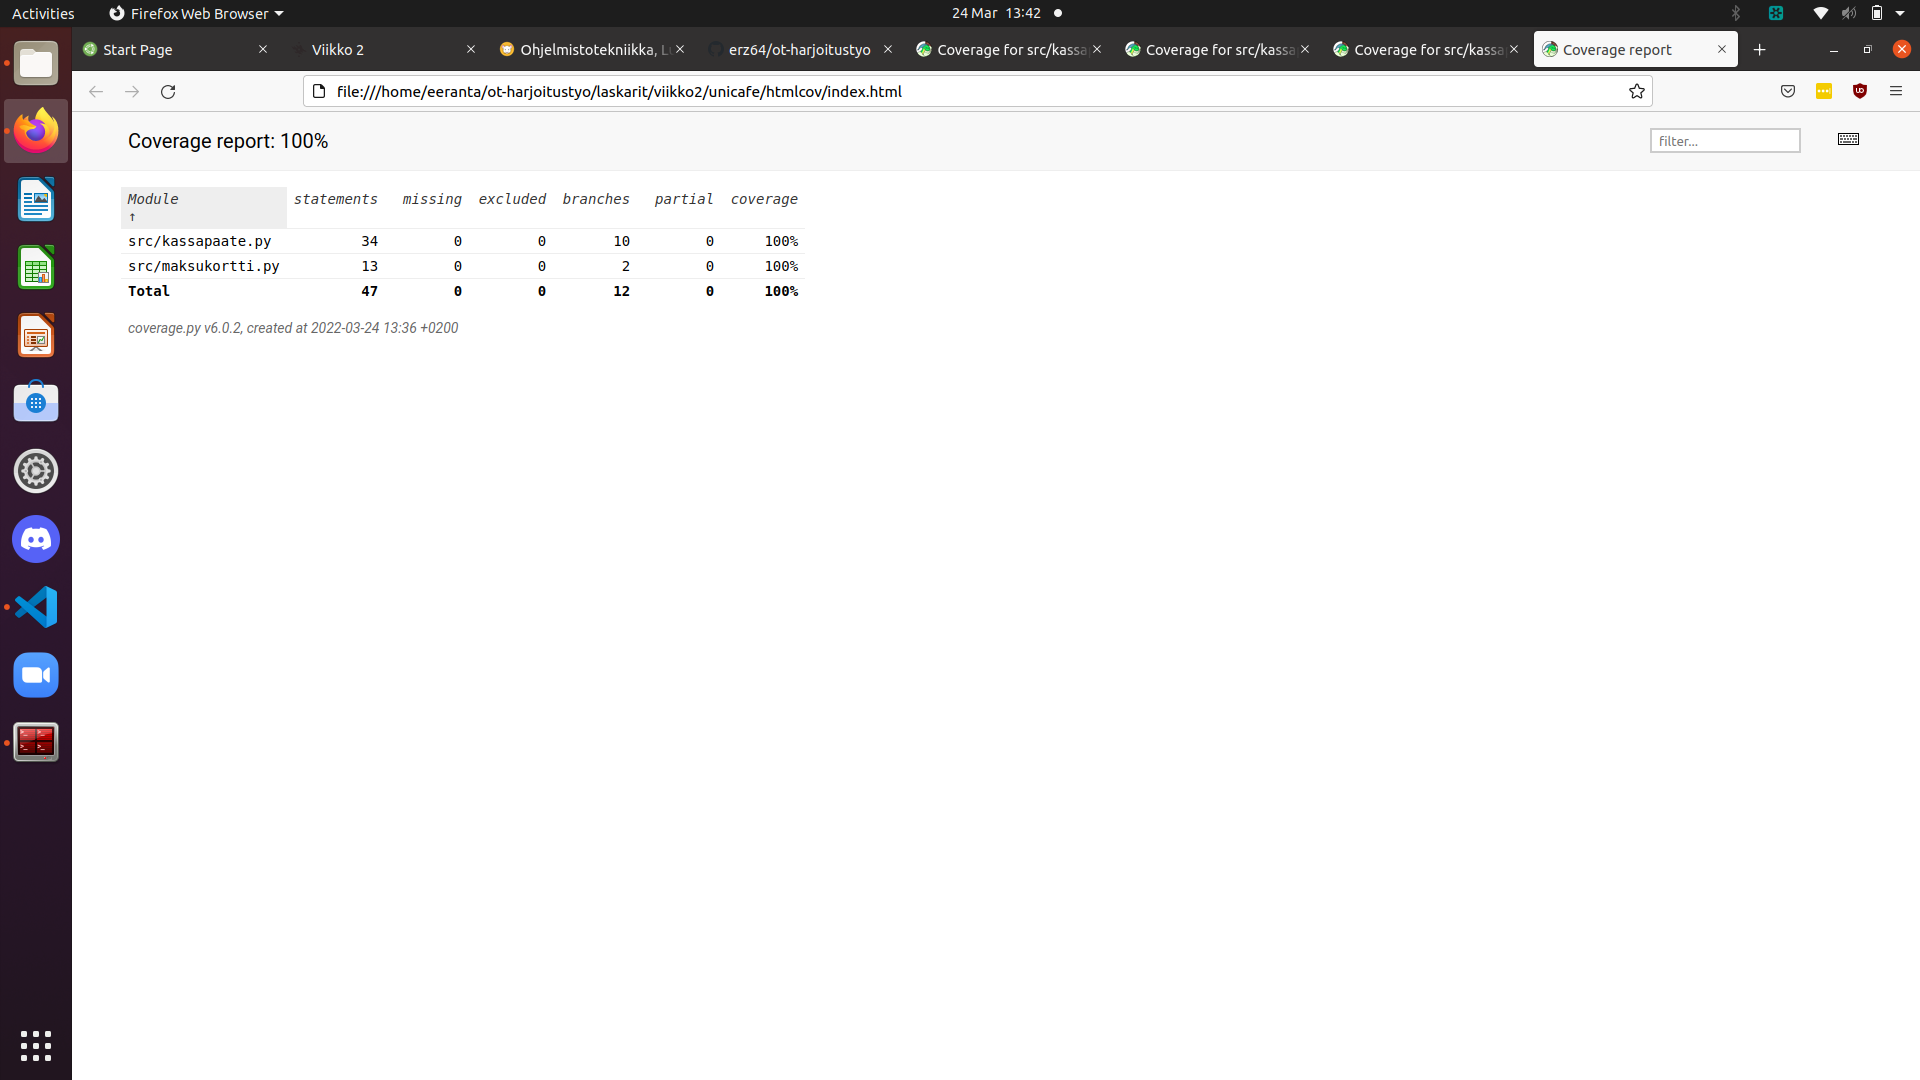 Activities Firefox Web Browser 24 Mar 13:42
Start Page Viikko 2 Ohjelmistotekniikka, Lu erz64/ot-harjoitustyo Coverage for src/kassa Coverage for src/kassa Coverage for src/kassa Coverage report
file:///home/eeranta/ot-harjoitustyo/laskarit/viikko2/unicafe/htmlcov/index.html
Coverage report: 100% filter...
Module ↑ statements missing excluded branches partial coverage
src/kassapaate.py 34 0 0 10 0 100%
src/maksukortti.py 13 0 0 2 0 100%
Total 47 0 0 12 0 100%
coverage.py v6.0.2, created at 2022-03-24 13:36 +0200